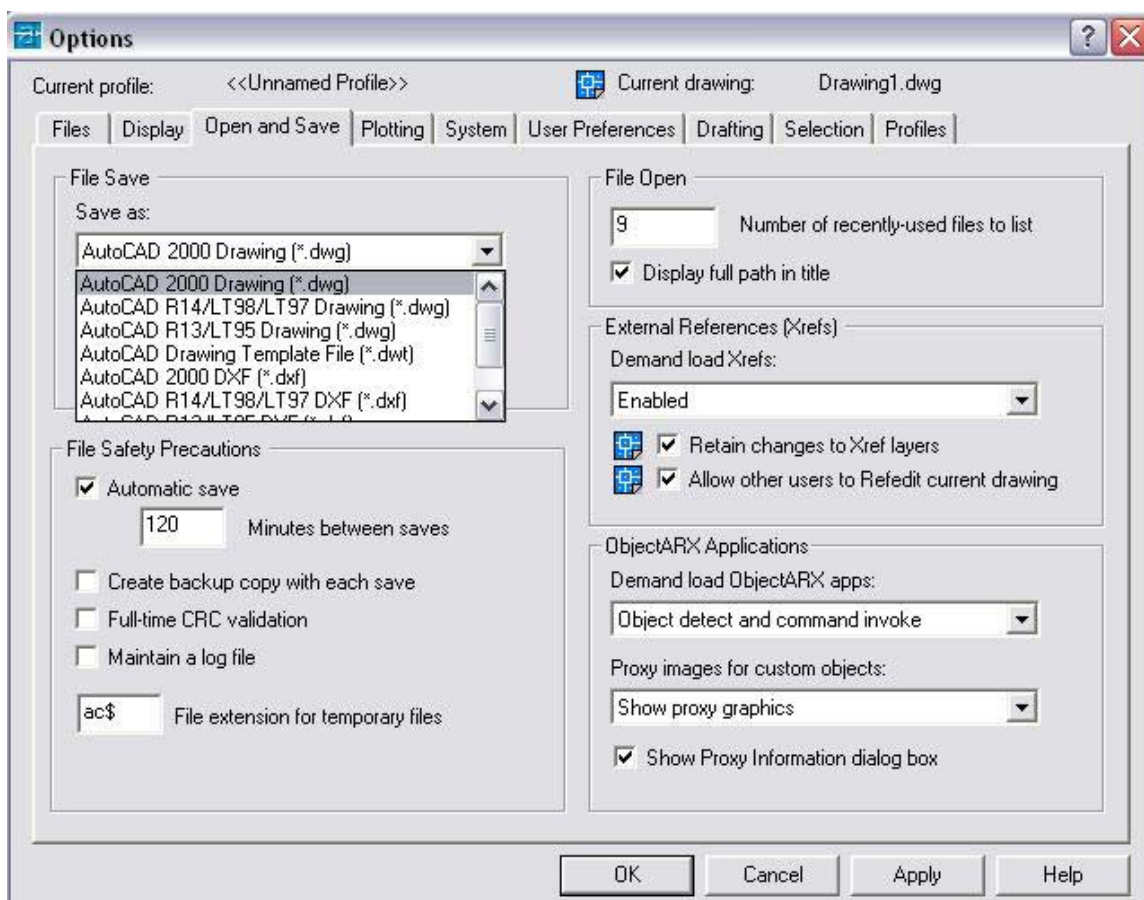 Options
Current profile: <<Unnamed Profile>> Current drawing: Drawing1.dwg
Files Display Open and Save Plotting System User Preferences Drafting Selection Profiles
File Save
Save as:
AutoCAD 2000 Drawing (*.dwg)
AutoCAD 2000 Drawing (*.dwg)
AutoCAD R14/LT98/LT97 Drawing (*.dwg)
AutoCAD R13/LT95 Drawing (*.dwg)
AutoCAD Drawing Template File (*.dwt)
AutoCAD 2000 DXF (*.dxf)
AutoCAD R14/LT98/LT97 DXF (*.dxf)
File Safety Precautions
Automatic save
120 Minutes between saves
Create backup copy with each save
Full-time CRC validation
Maintain a log file
ac$ File extension for temporary files
File Open
9 Number of recently-used files to list
Display full path in title
External References (Xrefs)
Demand load Xrefs:
Enabled
Retain changes to Xref layers
Allow other users to Refedit current drawing
ObjectARX Applications
Demand load ObjectARX apps:
Object detect and command invoke
Proxy images for custom objects:
Show proxy graphics
Show Proxy Information dialog box
OK Cancel Apply Help